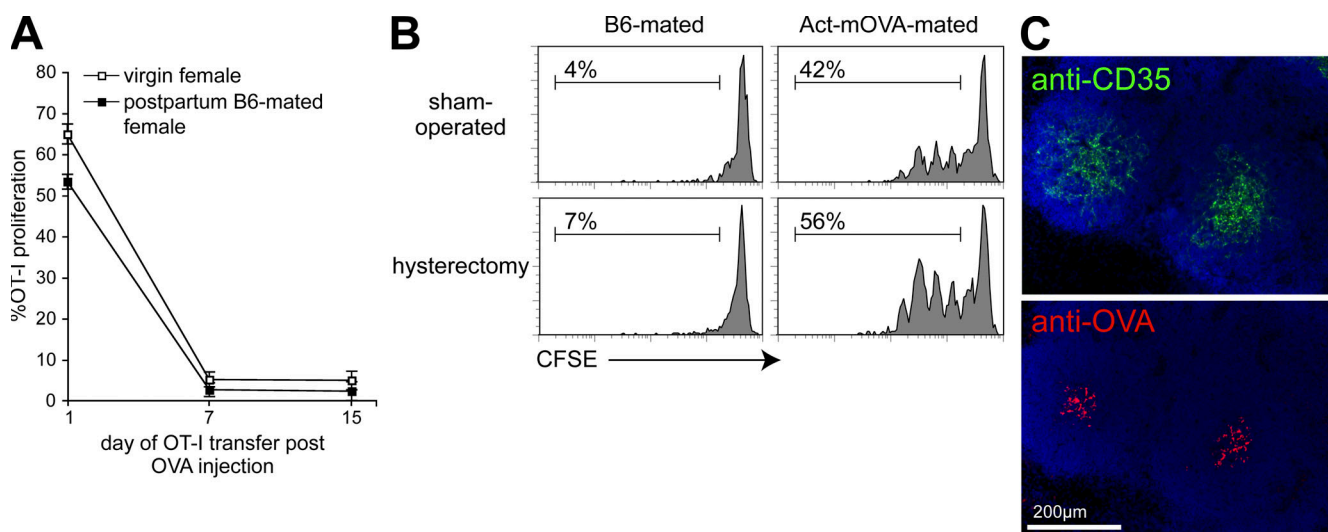 A
%OT-I proliferation
80
70
60
50
40
30
20
10
0
virgin female
postpartum B6-mated
female
1
7
15
day of OT-I transfer post
OVA injection
B
B6-mated
Act-mOVA-mated
sham-
operated
4%
42%
hysterectomy
7%
56%
CFSE
C
anti-CD35
anti-OVA
200μm